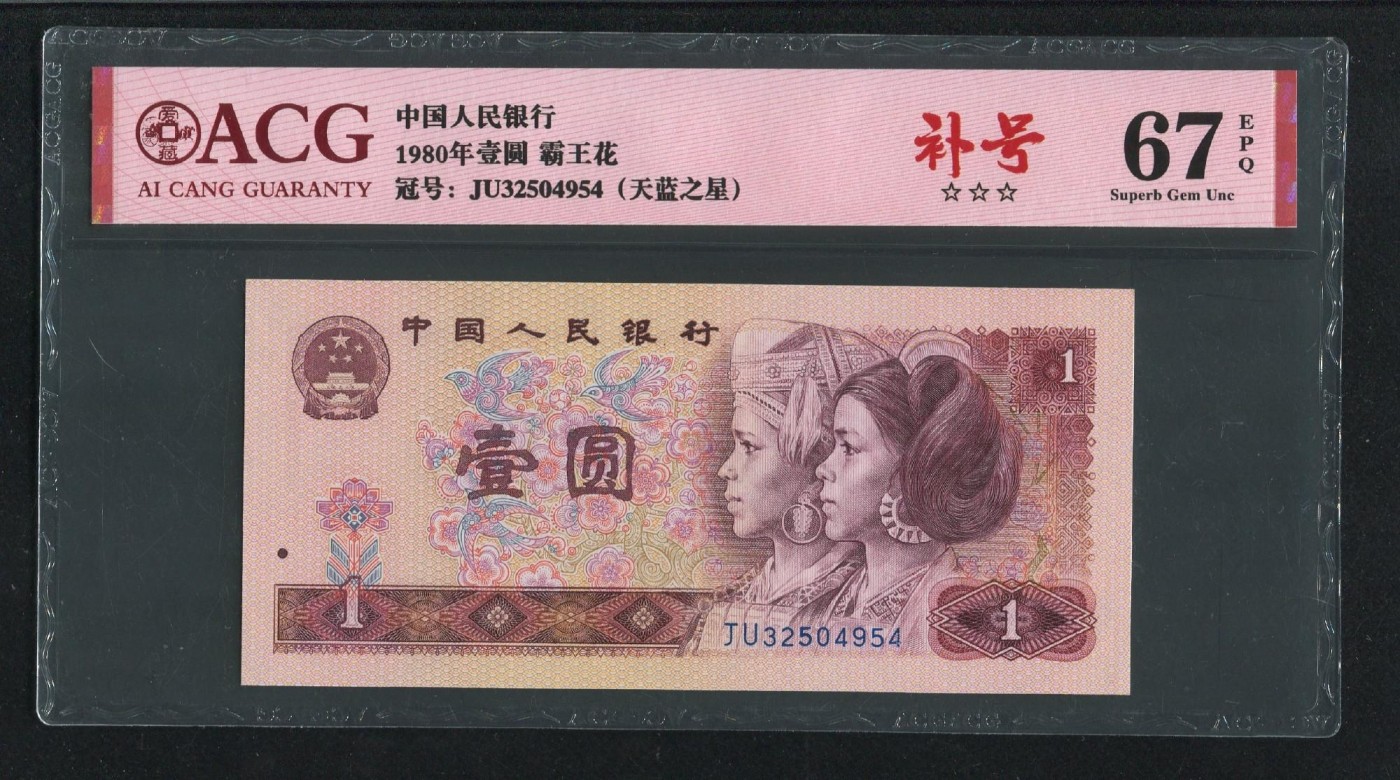 ACG
AI CANG GUARANTY
爱
藏
中国人民银行
1980年壹圆 霸王花
冠号：JU32504954（天蓝之星）
补号
☆☆☆
67
EPQ
Superb Gem Unc
中国人民银行
1
壹圆
1
JU32504954
1